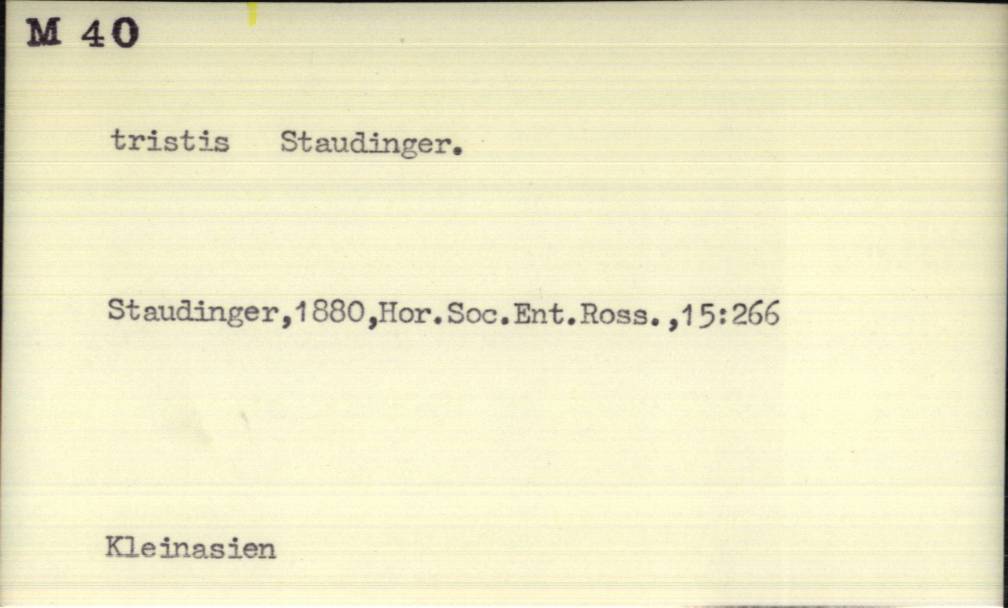 M 40
tristis Staudinger.
Staudinger,1880,Hor.Soc.Ent.Ross.,15:266
Kleinasien